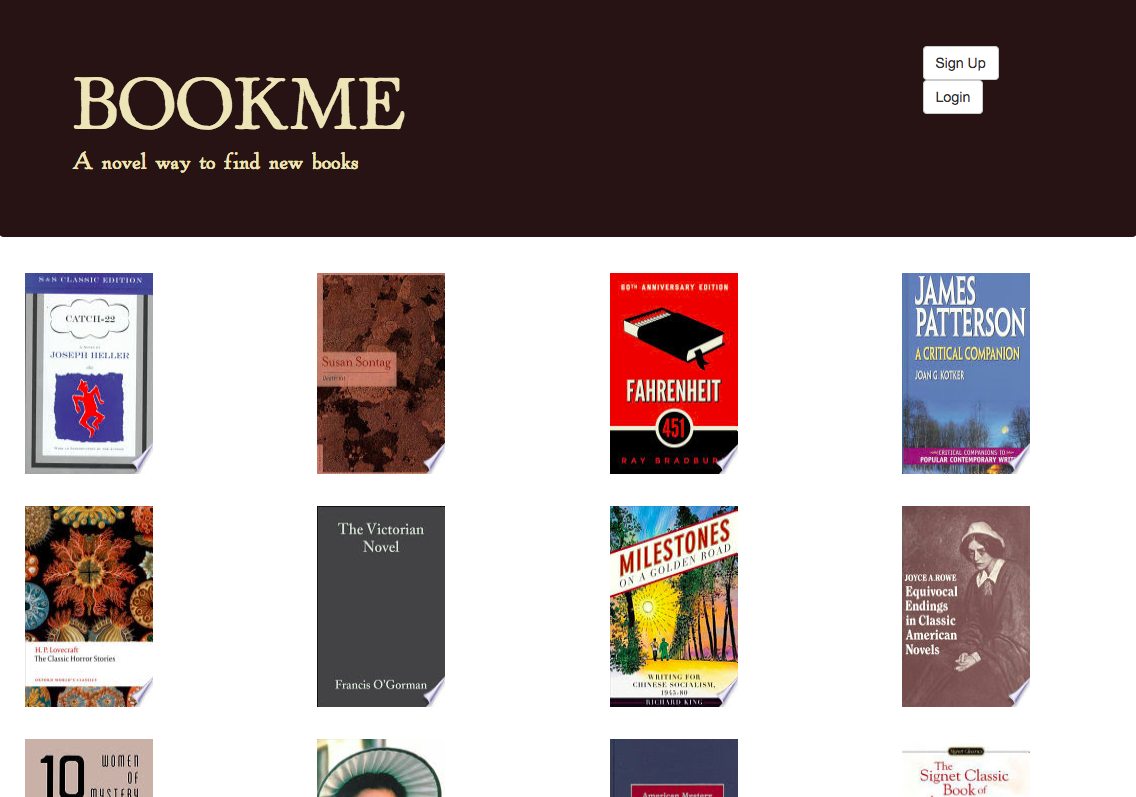 BOOKME
A novel way to find new books
Sign Up
Login
S&S CLASSIC EDITION
CATCH-22
A NOVEL BY
JOSEPH HELLER
Susan Sontag
60TH ANNIVERSARY EDITION
FAHRENHEIT
451
RAY BRADBUR
JAMES
PATTERSON
A CRITICAL COMPANION
JOAN G. KOTKER
CRITICAL COMPANIONS TO
POPULAR CONTEMPORARY WRIT
H. P. Lovecraft
The Classic Horror Stories
OXFORD WORLD'S CLASSICS
The Victorian
Novel
Francis O'Gorman
MILESTONES
ON A GOLDEN ROAD
WRITING FOR
CHINESE SOCIALISM,
1945-80
RICHARD KING
JOYCE A. ROWE
Equivocal
Endings
in Classic
American
Novels
10 WOMEN
OF
MYSTERY
American Mystery
Signet Classics
The
Signet Classic
Book of